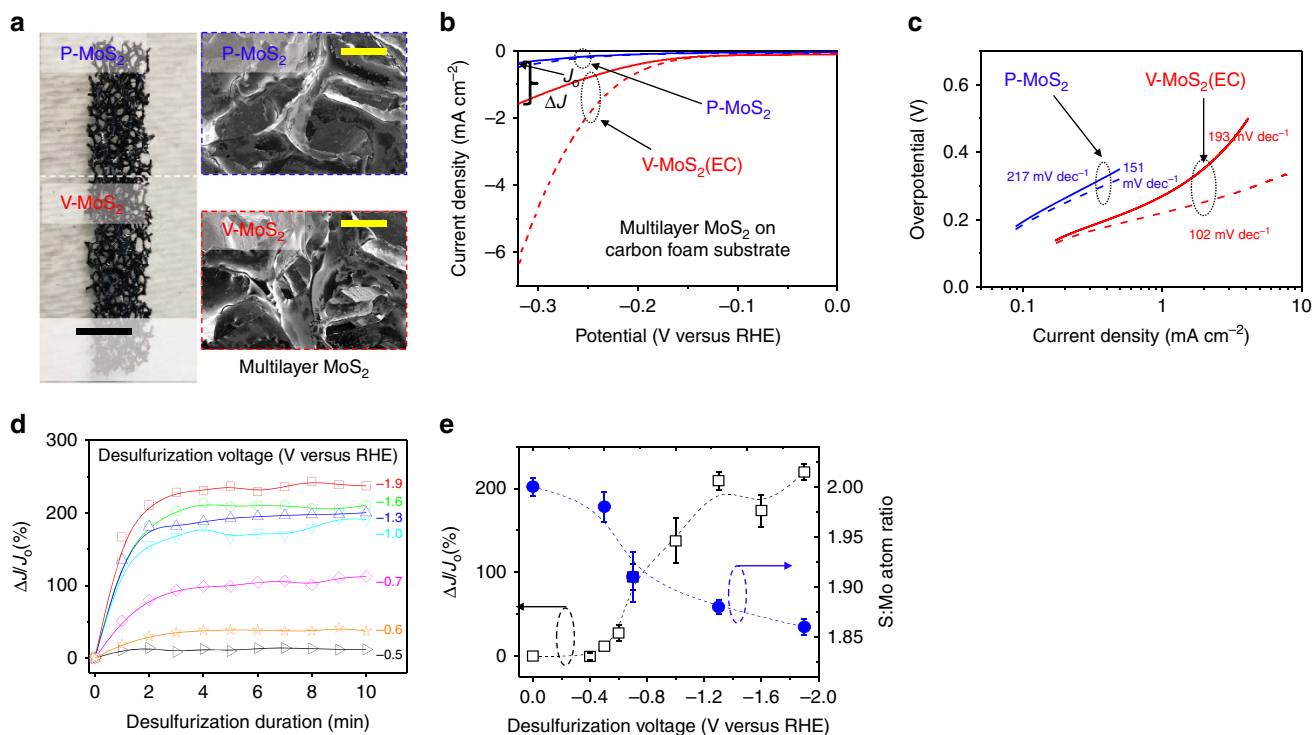 a
P-MoS2
V-MoS2
P-MoS2
V-MoS2
Multilayer MoS2
b
Current density (mA cm−2)
0
−2
−4
−6
Jo
ΔJ
P-MoS2
V-MoS2(EC)
Multilayer MoS2 on
carbon foam substrate
−0.3
−0.2
−0.1
0.0
Potential (V versus RHE)
c
Overpotential (V)
0.6
0.4
0.2
0.0
P-MoS2
V-MoS2(EC)
193 mV dec−1
217 mV dec−1
151
mV dec−1
102 mV dec−1
0.1
1
10
Current density (mA cm−2)
d
ΔJ/Jo(%)
300
200
100
0
Desulfurization voltage (V versus RHE)
−1.9
−1.6
−1.3
−1.0
−0.7
−0.6
−0.5
0
2
4
6
8
10
Desulfurization duration (min)
e
ΔJ/Jo(%)
200
150
100
50
0
S:Mo atom ratio
2.00
1.95
1.90
1.85
0.0
−0.4
−0.8
−1.3
−1.6
−2.0
Desulfurization voltage (V versus RHE)